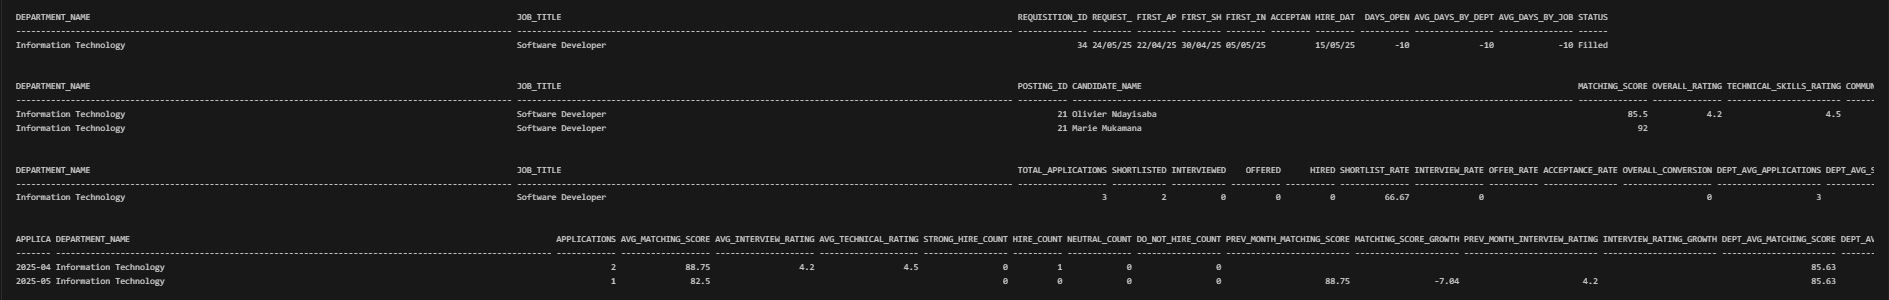 DEPARTMENT_NAME JOB_TITLE REQUISITION_ID REQUEST_ FIRST_AP FIRST_SH FIRST_IN ACCEPTAN HIRE_DAT DAYS_OPEN AVG_DAYS_BY_DEPT AVG_DAYS_BY_JOB STATUS
Information Technology Software Developer 34 24/05/25 22/04/25 30/04/25 05/05/25 15/05/25 -10 -10 -10 Filled
DEPARTMENT_NAME JOB_TITLE POSTING_ID CANDIDATE_NAME MATCHING_SCORE OVERALL_RATING TECHNICAL_SKILLS_RATING COMMUN
Information Technology Software Developer 21 Olivier Ndayisaba 85.5 4.2 4.5
Information Technology Software Developer 21 Marie Mukamana 92
DEPARTMENT_NAME JOB_TITLE TOTAL_APPLICATIONS SHORTLISTED INTERVIEWED OFFERED HIRED SHORTLIST_RATE INTERVIEW_RATE OFFER_RATE ACCEPTANCE_RATE OVERALL_CONVERSION DEPT_AVG_APPLICATIONS DEPT_AVG_S
Information Technology Software Developer 3 2 0 0 0 66.67 0 0 3
APPLICA DEPARTMENT_NAME APPLICATIONS AVG_MATCHING_SCORE AVG_INTERVIEW_RATING AVG_TECHNICAL_RATING STRONG_HIRE_COUNT HIRE_COUNT NEUTRAL_COUNT DO_NOT_HIRE_COUNT PREV_MONTH_MATCHING_SCORE MATCHING_SCORE_GROWTH PREV_MONTH_INTERVIEW_RATING INTERVIEW_RATING_GROWTH DEPT_AVG_MATCHING_SCORE DEPT_AV
2025-04 Information Technology 2 88.75 4.2 4.5 0 1 0 0 85.63
2025-05 Information Technology 1 82.5 0 0 0 0 88.75 -7.04 4.2 85.63